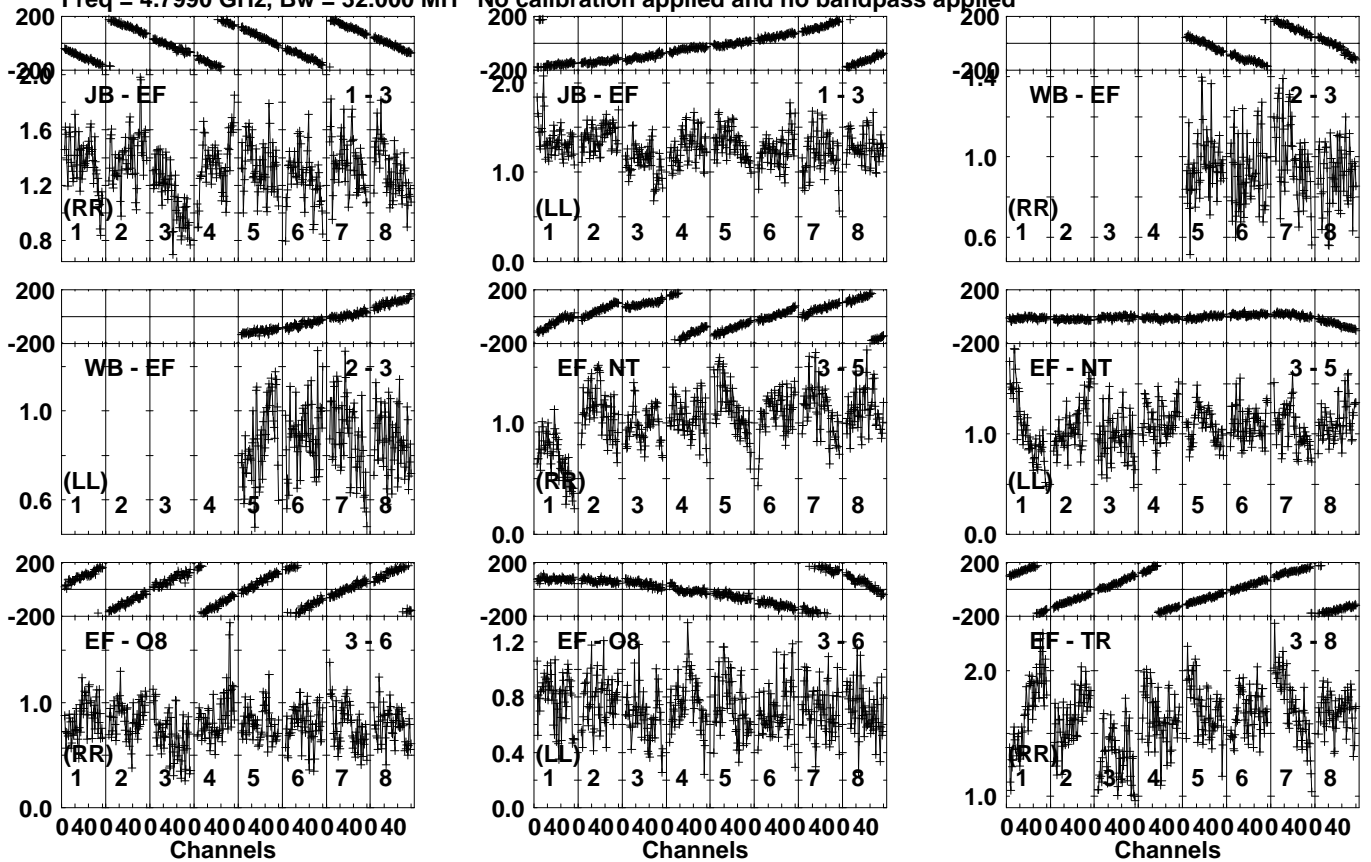 Freq = 4.7990 GHz, Bw = 32.000 MH No calibration applied and no bandpass applied
200 200 200
-200 -200 -200
2.0 2.0 1.4
JB - EF 1 - 3 JB - EF 1 - 3 WB - EF 2 - 3
1.6
1.2 1.0 1.0
(RR) (LL) (RR)
1 2 3 4 5 6 7 8 1 2 3 4 5 6 7 8 1 2 3 4 5 6 7 8
0.8 0.0 0.6
200 200 200
-200 -200 -200
WB - EF 2 - 3 EF - NT 3 - 5 EF - NT 3 - 5
1.0 1.0 1.0
(LL) (RR) (LL)
0.6 1 2 3 4 5 6 7 8 1 2 3 4 5 6 7 8 1 2 3 4 5 6 7 8
0.0 0.0
200 200 200
-200 -200 -200
EF - O8 3 - 6 EF - O8 3 - 6 EF - TR 3 - 8
1.2 2.0
1.0 0.8
(RR) 0.4 (LL) (RR)
1 2 3 4 5 6 7 8 1 2 3 4 5 6 7 8 1 2 3 4 5 6 7 8
0.0 0.0 1.0
0 40 0 40 0 40 0 40 0 40 0 40 0 40 0 40 0 40 0 40 0 40 0 40 0 40 0 40 0 40 0 40 0 40 0 40 0 40 0 40 0 40 0 40 0 40 0 40
Channels Channels Channels